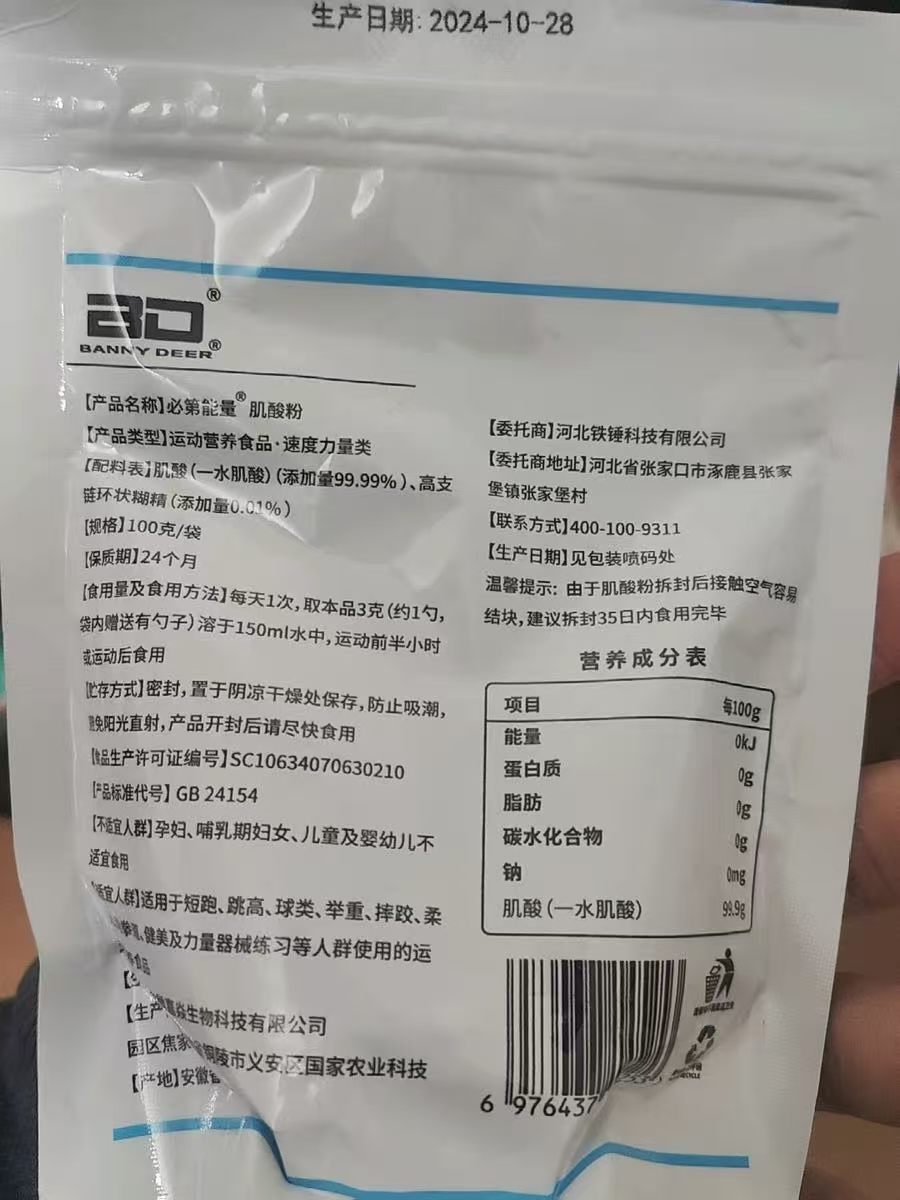 生产日期: 2024-10-28
BD®
BANNY DEER®
【产品名称】必第能量®肌酸粉
【产品类型】运动营养食品·速度力量类
【配料表】肌酸(一水肌酸)(添加量99.99%)、高支
链环状糊精(添加量0.01%)
【规格】100克/袋
【保质期】24个月
【食用量及食用方法】每天1次,取本品3克(约1勺,
袋内赠送有勺子)溶于150ml水中,运动前半小时
或运动后食用
【贮存方式】密封,置于阴凉干燥处保存,防止吸潮,
避免阳光直射,产品开封后请尽快食用
【食品生产许可证编号】SC10634070630210
【产品标准代号】GB 24154
【不适宜人群】孕妇、哺乳期妇女、儿童及婴幼儿不
适宜食用
【适宜人群】适用于短跑、跳高、球类、举重、摔跤、柔
健美及力量器械练习等人群使用的运
食品
【生产
焱生物科技有限公司
园区焦家
铜陵市义安区国家农业科技
【产地】安徽省
【委托商】河北铁锤科技有限公司
【委托商地址】河北省张家口市涿鹿县张家
堡镇张家堡村
【联系方式】400-100-9311
【生产日期】见包装喷码处
温馨提示: 由于肌酸粉拆封后接触空气容易
结块,建议拆封35日内食用完毕
营养成分表
项目 每100g
能量 0kJ
蛋白质 0g
脂肪 0g
碳水化合物 0g
钠 0mg
肌酸(一水肌酸) 99.9g
6 976437